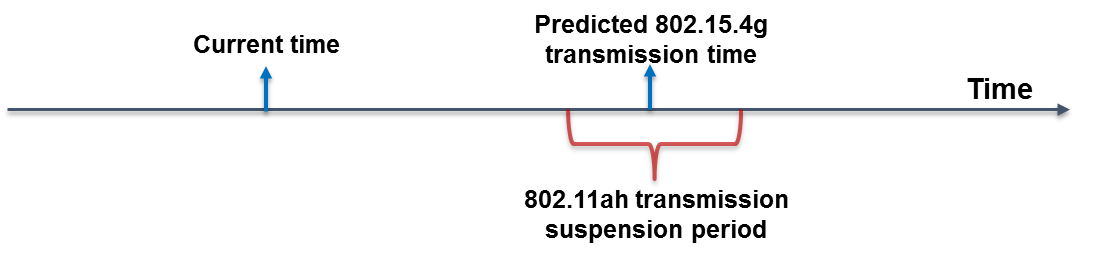 Current time
Predicted 802.15.4g
transmission time
Time
802.11ah transmission
suspension period